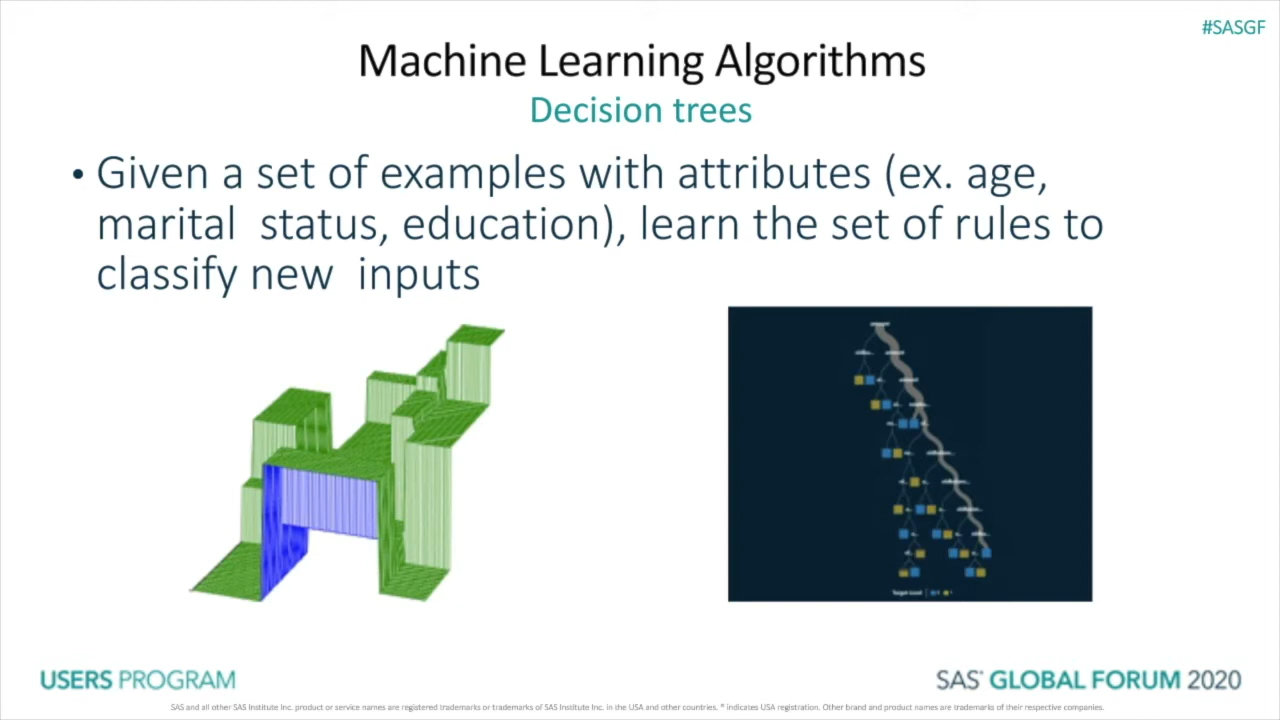 #SASGF
Machine Learning Algorithms
Decision trees
• Given a set of examples with attributes (ex. age,
marital status, education), learn the set of rules to
classify new inputs
USERS PROGRAM
SAS® GLOBAL FORUM 2020
SAS and all other SAS Institute Inc. product or service names are registered trademarks or trademarks of SAS Institute Inc. in the USA and other countries. ® indicates USA registration. Other brand and product names are trademarks of their respective companies.